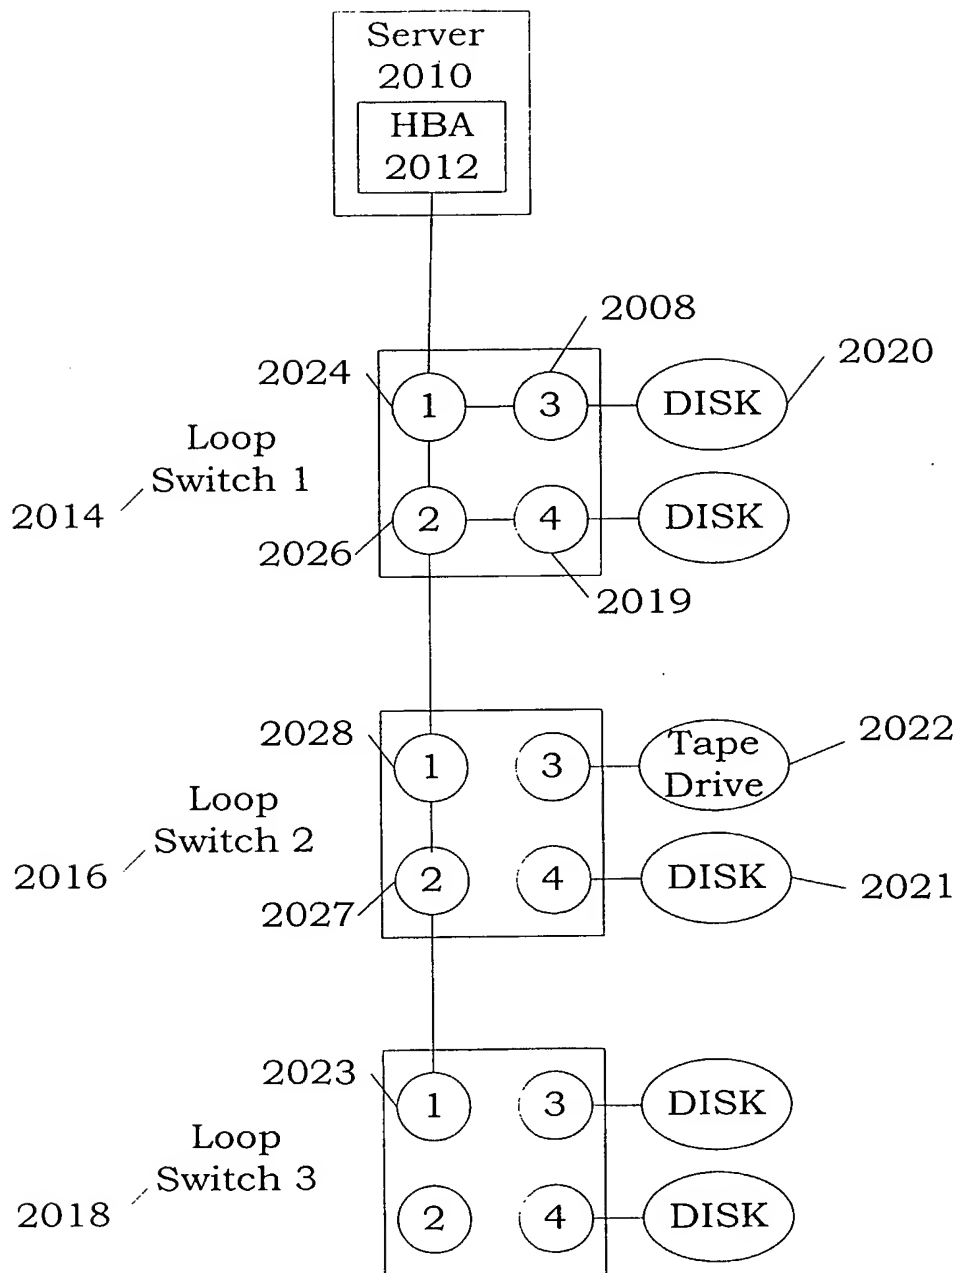 Server
2010
HBA
2012
2008
2024
1
3
DISK
2020
Loop
Switch 1
2014
2026
2
4
DISK
2019
2028
1
3
Tape
Drive
2022
Loop
Switch 2
2016
2027
2
4
DISK
2021
2023
1
3
DISK
Loop
Switch 3
2018
2
4
DISK